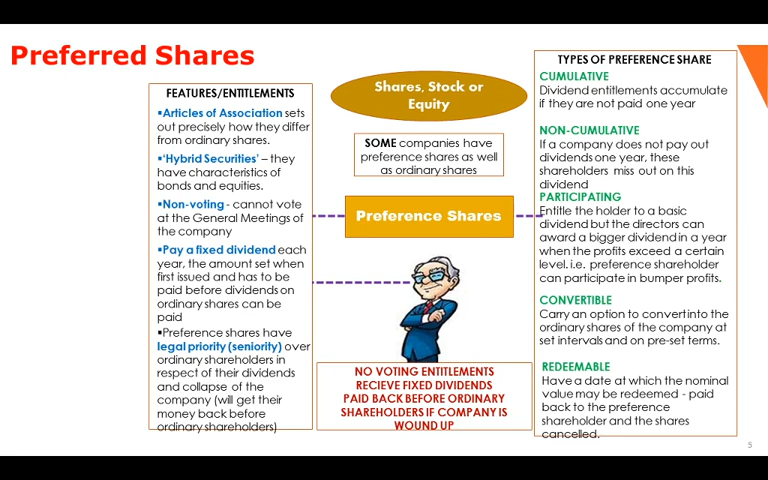 Preferred Shares
FEATURES/ENTITLEMENTS
▪Articles of Association sets
out precisely how they differ
from ordinary shares.
▪‘Hybrid Securities’ – they
have characteristics of
bonds and equities.
▪Non-voting - cannot vote
at the General Meetings of
the company
▪Pay a fixed dividend each
year, the amount set when
first issued and has to be
paid before dividends on
ordinary shares can be
paid
▪Preference shares have
legal priority (seniority) over
ordinary shareholders in
respect of their dividends
and collapse of the
company (will get their
money back before
ordinary shareholders)
Shares, Stock or
Equity
SOME companies have
preference shares as well
as ordinary shares
Preference Shares
NO VOTING ENTITLEMENTS
RECIEVE FIXED DIVIDENDS
PAID BACK BEFORE ORDINARY
SHAREHOLDERS IF COMPANY IS
WOUND UP
TYPES OF PREFERENCE SHARE
CUMULATIVE
Dividend entitlements accumulate
if they are not paid one year
NON-CUMULATIVE
If a company does not pay out
dividends one year, these
shareholders miss out on this
dividend
PARTICIPATING
Entitle the holder to a basic
dividend but the directors can
award a bigger dividend in a year
when the profits exceed a certain
level. i.e. preference shareholder
can participate in bumper profits.
CONVERTIBLE
Carry an option to convert into the
ordinary shares of the company at
set intervals and on pre-set terms.
REDEEMABLE
Have a date at which the nominal
value may be redeemed - paid
back to the preference
shareholder and the shares
cancelled.
5